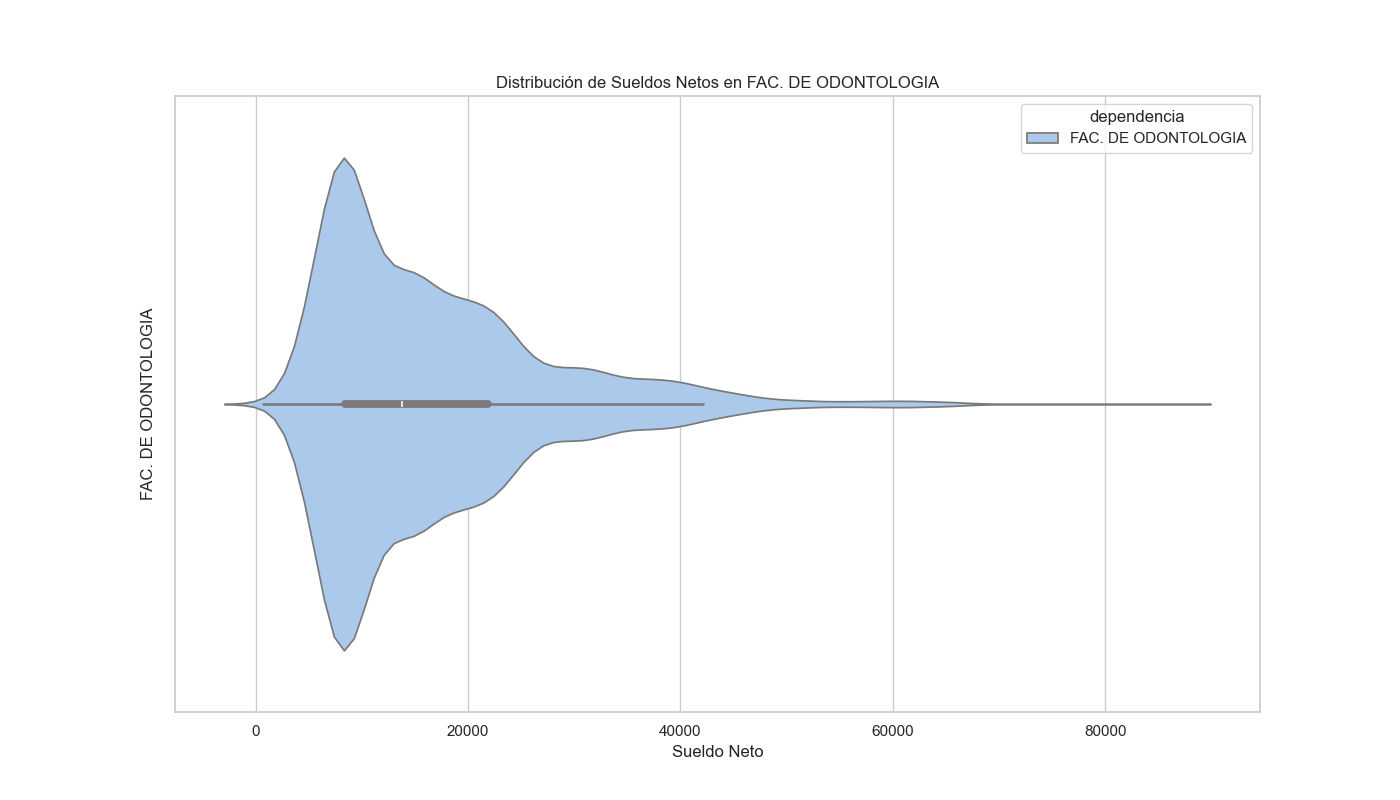 Distribución de Sueldos Netos en FAC. DE ODONTOLOGIA
dependencia
FAC. DE ODONTOLOGIA
FAC. DE ODONTOLOGIA
0 20000 40000 60000 80000
Sueldo Neto